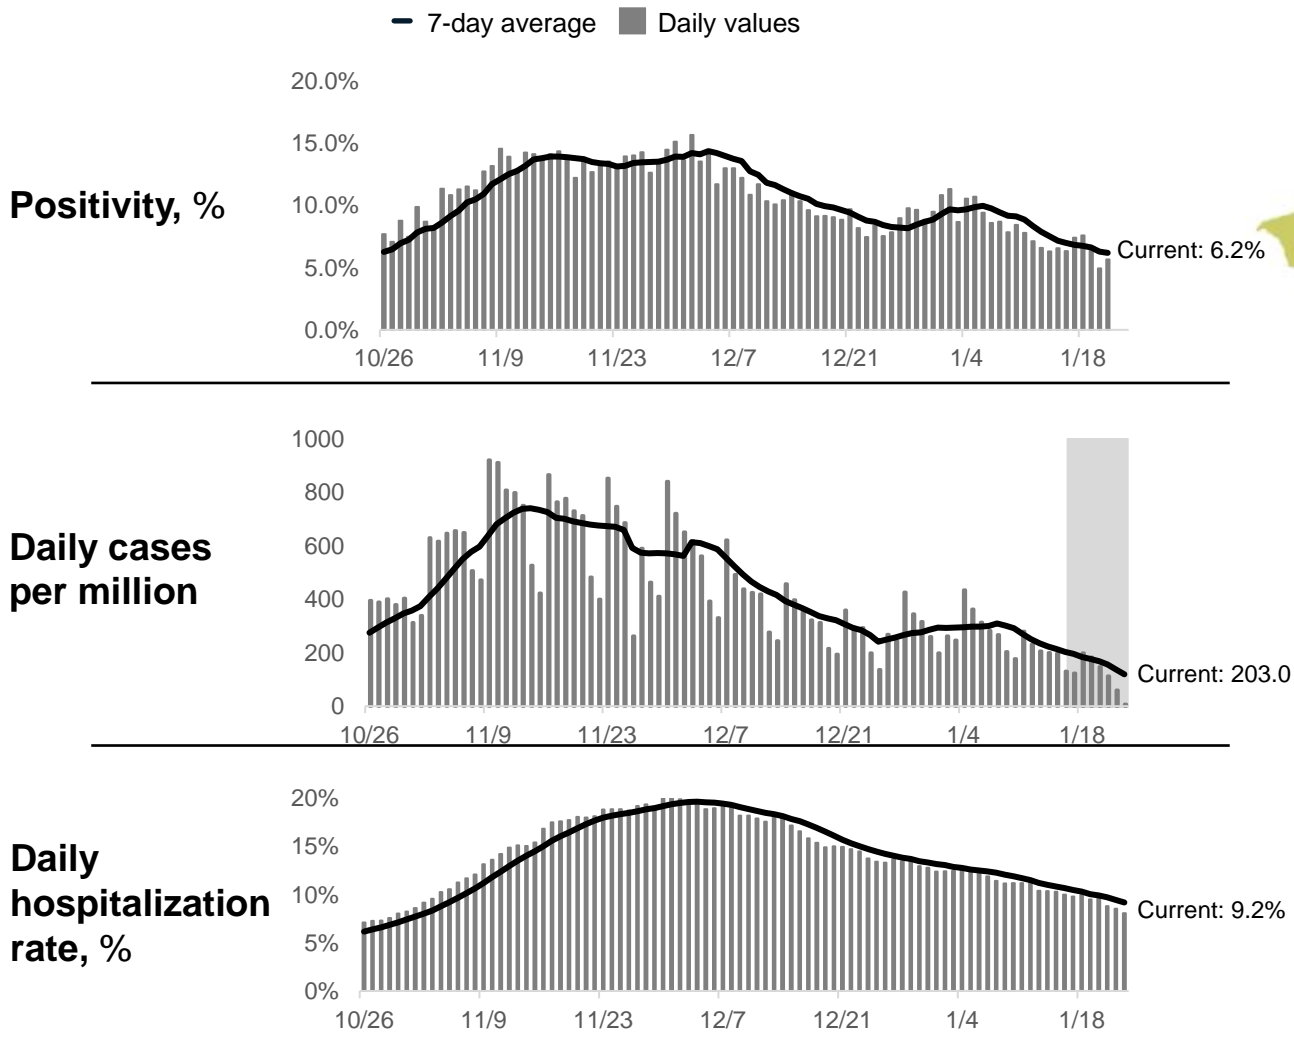 7-day average Daily values
Positivity, %
20.0%
15.0%
10.0%
5.0%
0.0%
10/26 11/9 11/23 12/7 12/21 1/4 1/18
Current: 6.2%
Daily cases
per million
1000
800
600
400
200
0
10/26 11/9 11/23 12/7 12/21 1/4 1/18
Current: 203.0
Daily
hospitalization
rate, %
20%
15%
10%
5%
0%
10/26 11/9 11/23 12/7 12/21 1/4 1/18
Current: 9.2%